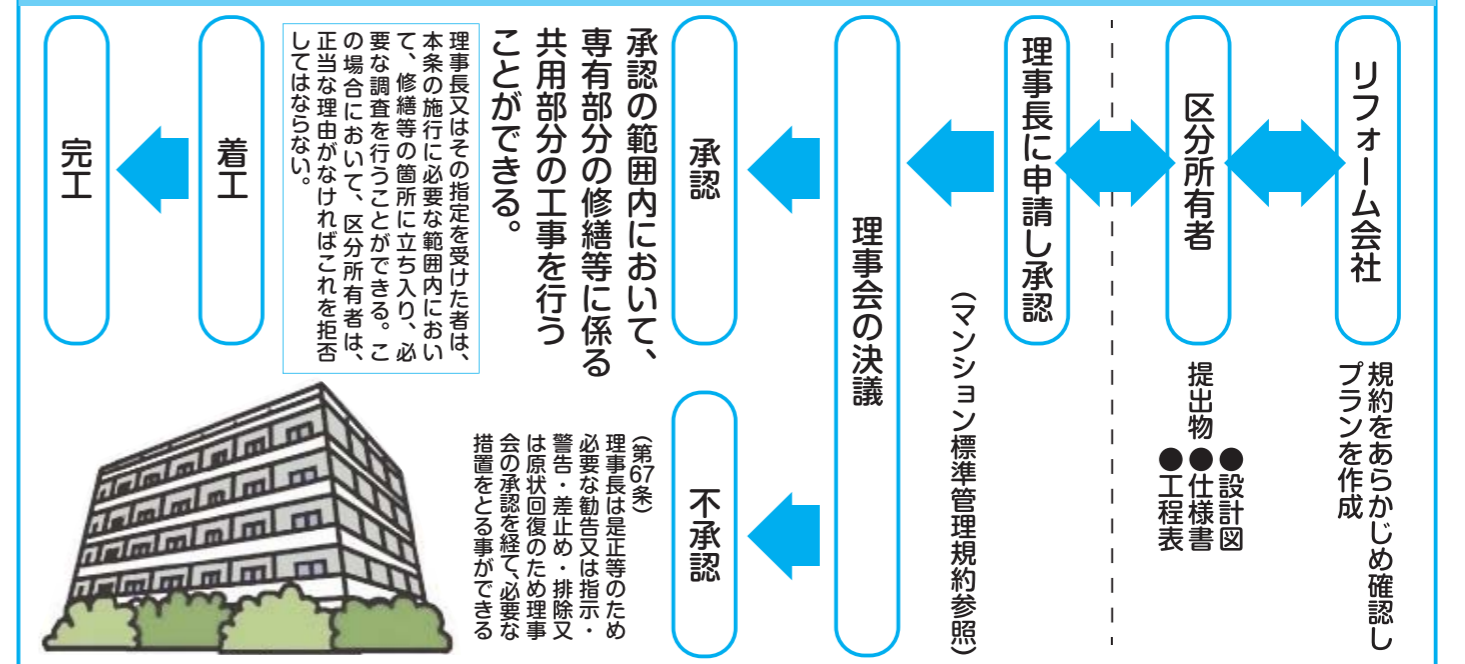 リフォーム会社
規約をあらかじめ確認し
プランを作成
区分所有者
提出物
●設計図
●仕様書
●工程表
理事長に申請し承認
（マンション標準管理規約参照）
理事会の決議
承認
承認の範囲内において、
専有部分の修繕等に係る
共用部分の工事を行う
ことができる。
理事長又はその指定を受けた者は、
本条の施行に必要な範囲内におい
て、修繕等の箇所に立ち入り、必
要な調査を行うことができる。こ
の場合において、区分所有者は、
正当な理由がなければこれを拒否
してはならない。
不承認
（第67条）
理事長は是正等のため
必要な勧告又は指示・
警告・差止め・排除又
は原状回復のため理事
会の承認を経て、必要な
措置をとる事ができる
着工
完工